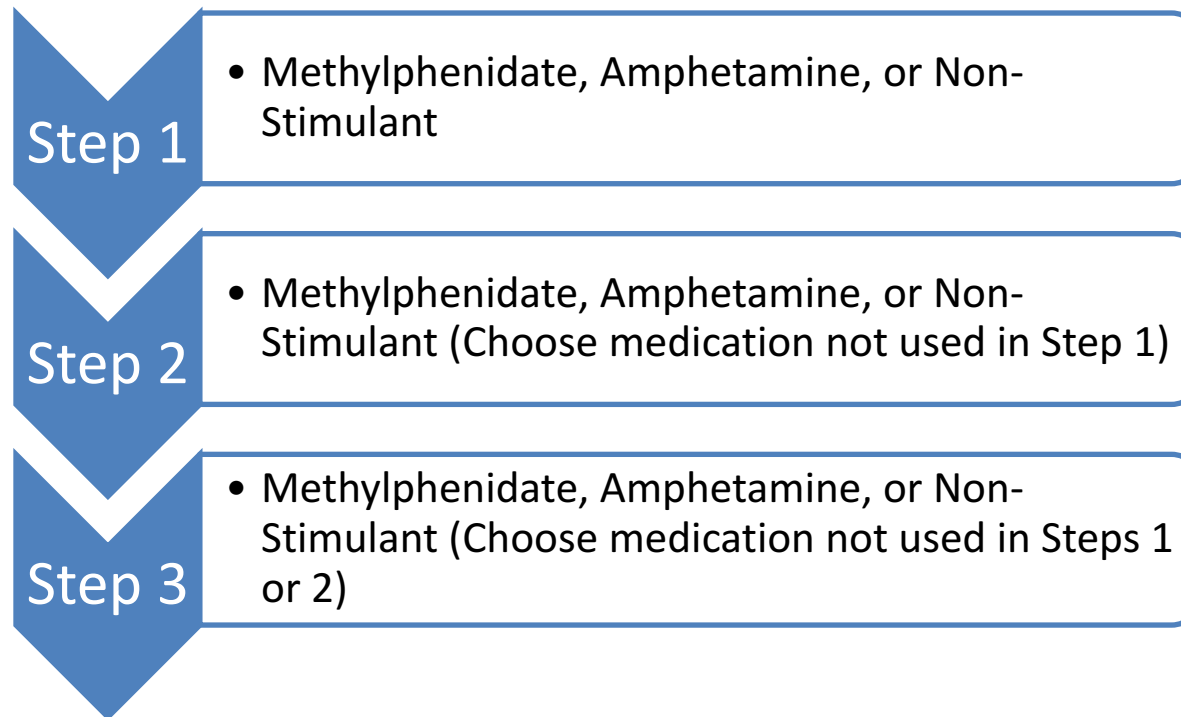 Step 1
• Methylphenidate, Amphetamine, or Non-
Stimulant
Step 2
• Methylphenidate, Amphetamine, or Non-
Stimulant (Choose medication not used in Step 1)
Step 3
• Methylphenidate, Amphetamine, or Non-
Stimulant (Choose medication not used in Steps 1
or 2)